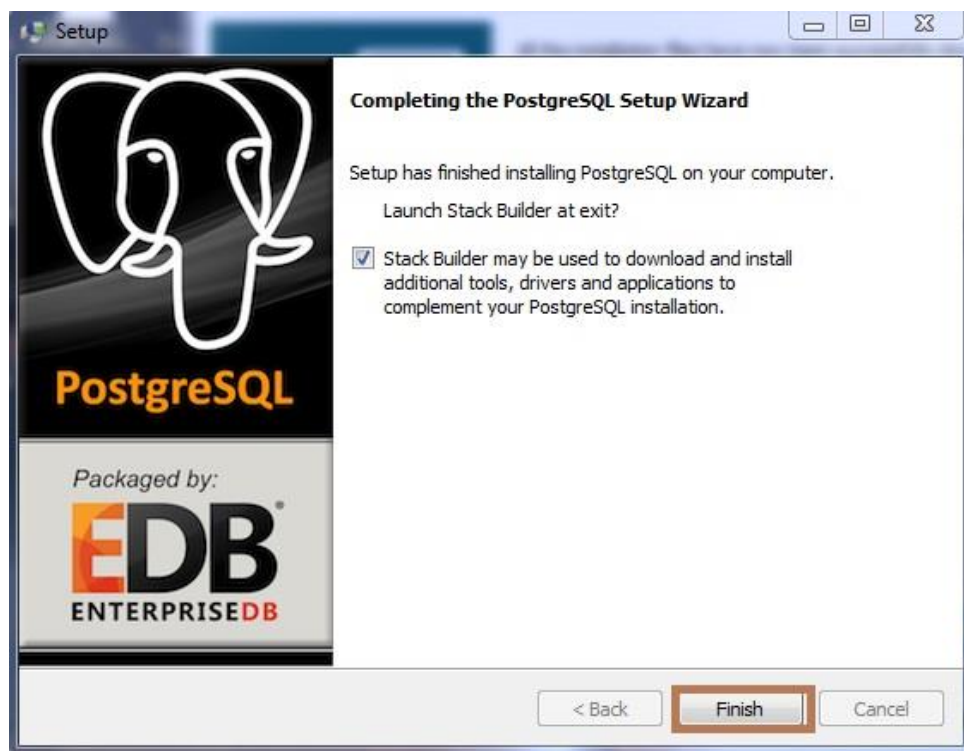 Setup
Completing the PostgreSQL Setup Wizard
Setup has finished installing PostgreSQL on your computer.
Launch Stack Builder at exit?
Stack Builder may be used to download and install
additional tools, drivers and applications to
complement your PostgreSQL installation.
PostgreSQL
Packaged by:
EDB®
ENTERPRISEDB
< Back
Finish
Cancel